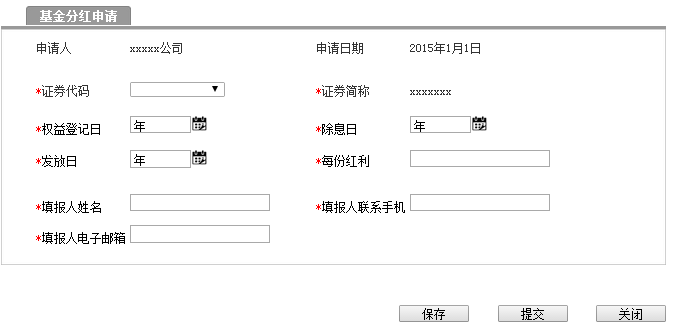 基金分红申请
申请人 xxxxx公司 申请日期 2015年1月1日
*证券代码 *证券简称 xxxxxxx
*权益登记日 年 *除息日 年
*发放日 年 *每份红利
*填报人姓名 *填报人联系手机
*填报人电子邮箱
保存 提交 关闭